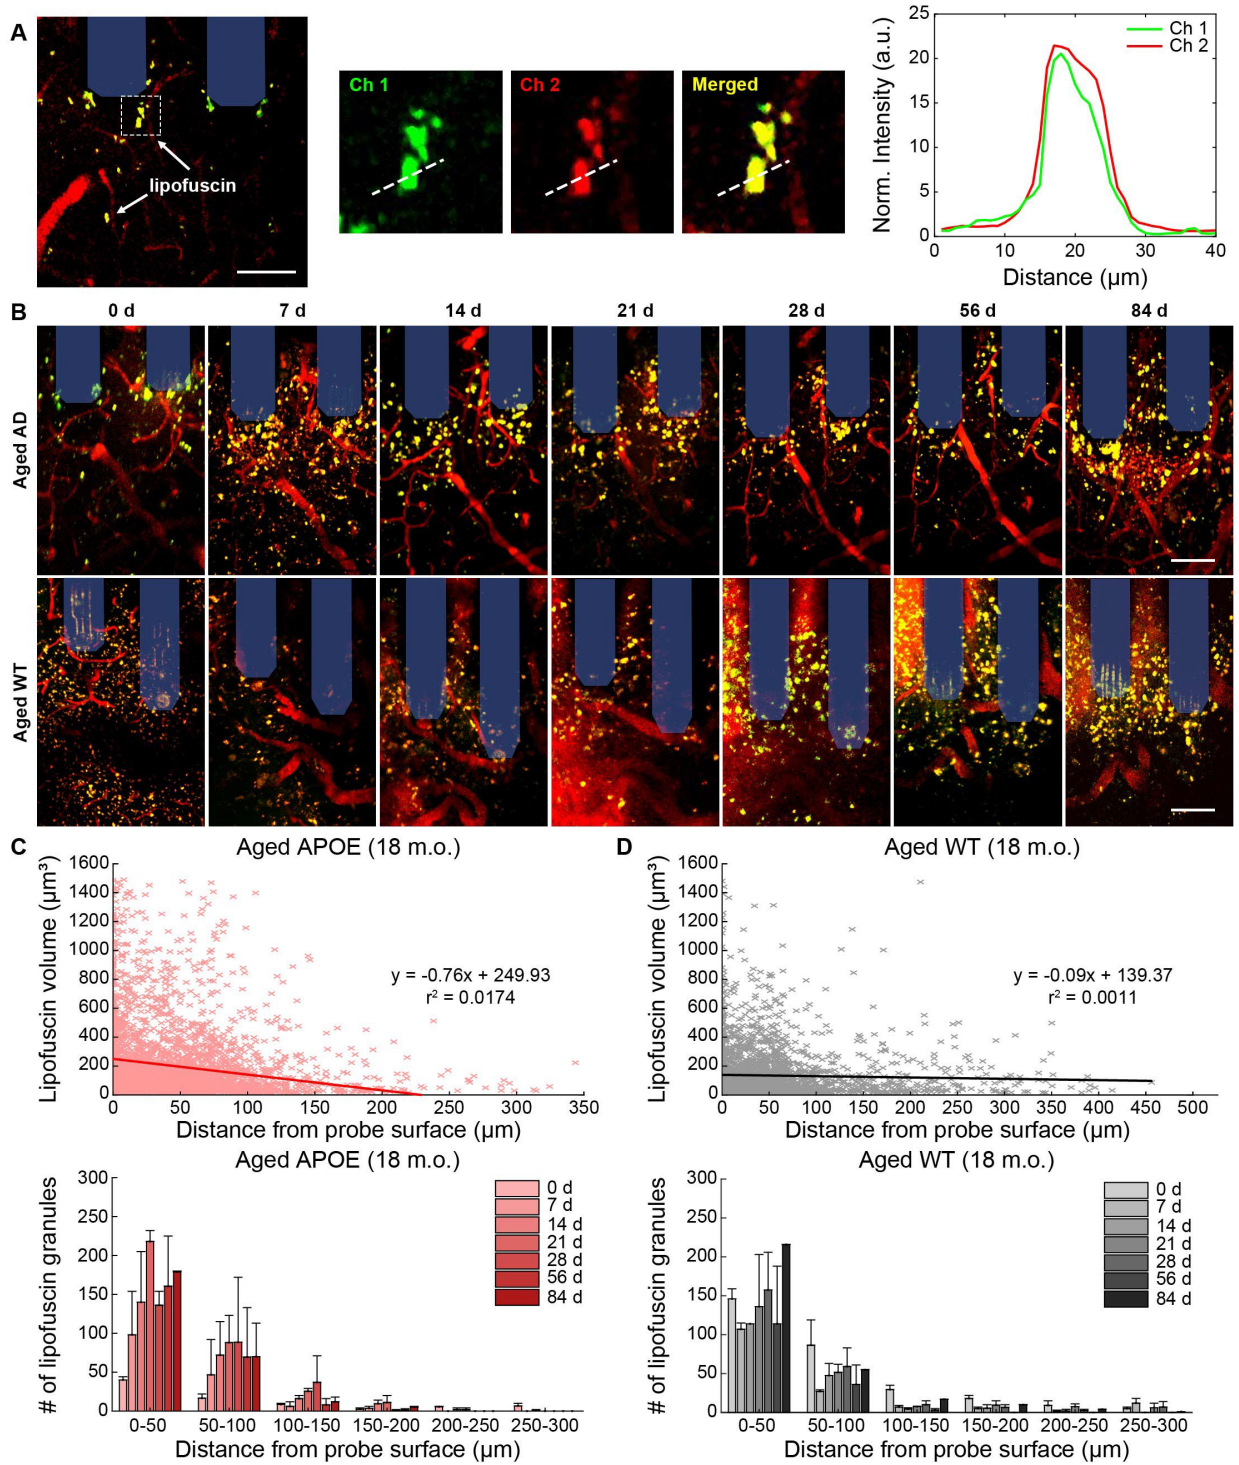 A
lipofuscin
Ch 1
Ch 2
Merged
Norm. Intensity (a.u.)
25
20
15
10
5
0
0
10
20
30
40
Distance (µm)
Ch 1
Ch 2
B
0 d
7 d
14 d
21 d
28 d
56 d
84 d
Aged AD
Aged WT
C
Aged APOE (18 m.o.)
Lipofuscin volume (µm³)
1600
1400
1200
1000
800
600
400
200
0
y = -0.76x + 249.93
r² = 0.0174
0
50
100
150
200
250
300
350
Distance from probe surface (µm)
D
Aged WT (18 m.o.)
Lipofuscin volume (µm³)
1600
1400
1200
1000
800
600
400
200
0
y = -0.09x + 139.37
r² = 0.0011
0
50
100
150
200
250
300
350
400
450
500
Distance from probe surface (µm)
Aged APOE (18 m.o.)
# of lipofuscin granules
300
250
200
150
100
50
0
0 d
7 d
14 d
21 d
28 d
56 d
84 d
0-50
50-100
100-150
150-200
200-250
250-300
Distance from probe surface (µm)
Aged WT (18 m.o.)
# of lipofuscin granules
300
250
200
150
100
50
0
0 d
7 d
14 d
21 d
28 d
56 d
84 d
0-50
50-100
100-150
150-200
200-250
250-300
Distance from probe surface (µm)